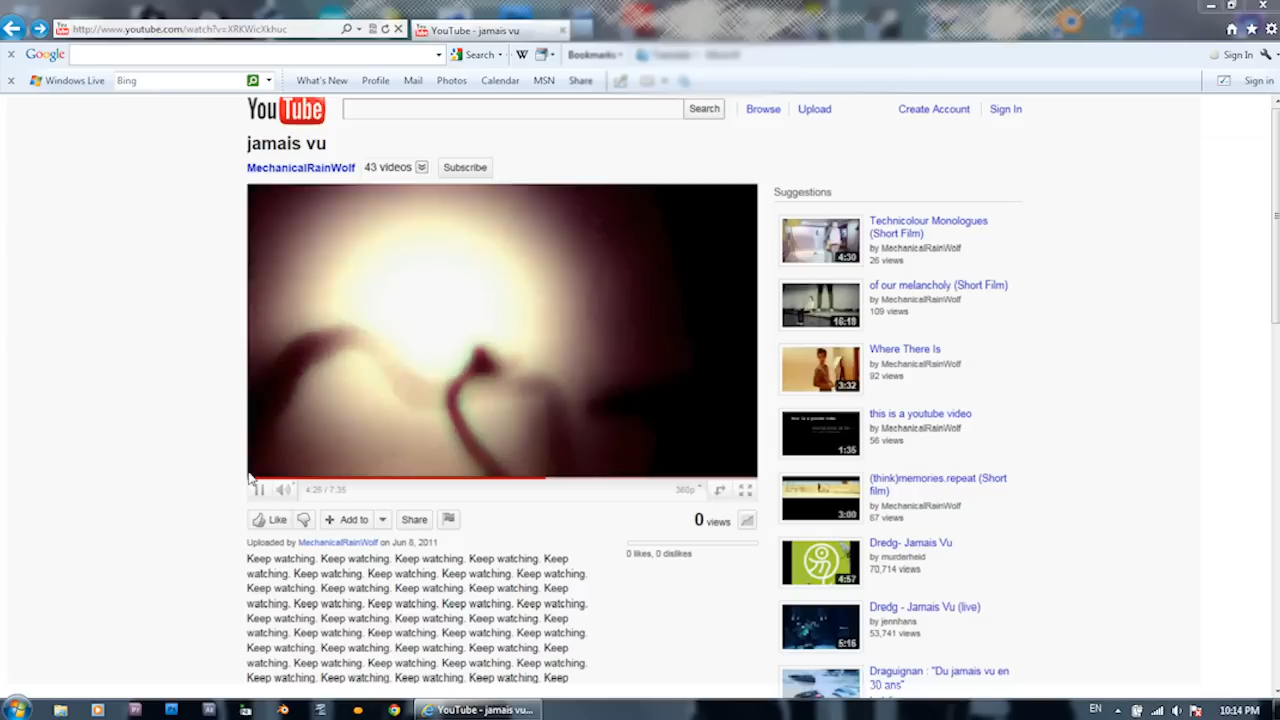 http://www.youtube.com/watch?v=XRKWicXkhuc
YouTube - jamais vu
Google
Search
Bookmarks
Sign In
Windows Live
Bing
What's New
Profile
Mail
Photos
Calendar
MSN
Share
Sign in
YouTube
Search
Browse
Upload
Create Account
Sign In
jamais vu
MechanicalRainWolf
43 videos
Subscribe
4:26 / 7:35
360p
Like
Add to
Share
0 views
Uploaded by MechanicalRainWolf on Jun 8, 2011
0 likes, 0 dislikes
Keep watching. Keep watching. Keep watching. Keep
watching. Keep watching. Keep watching. Keep watching.
Keep watching. Keep watching. Keep watching. Keep
watching. Keep watching. Keep watching. Keep watching.
Keep watching. Keep watching. Keep watching. Keep
watching. Keep watching. Keep watching. Keep watching.
Keep watching. Keep watching. Keep watching. Keep
watching. Keep watching. Keep watching. Keep watching.
Keep watching. Keep watching. Keep watching. Keep
Suggestions
Technicolour Monologues
(Short Film)
by MechanicalRainWolf
26 views
4:30
of our melancholy (Short Film)
by MechanicalRainWolf
109 views
16:18
Where There Is
by MechanicalRainWolf
92 views
3:32
this is a youtube video
by MechanicalRainWolf
56 views
1:35
(think)memories.repeat (Short
film)
by MechanicalRainWolf
67 views
3:00
Dredg- Jamais Vu
by murderheid
70,714 views
4:57
Dredg - Jamais Vu (live)
by jennhans
53,741 views
5:16
Draguignan : "Du jamais vu en
30 ans"
YouTube - jamais vu...
EN